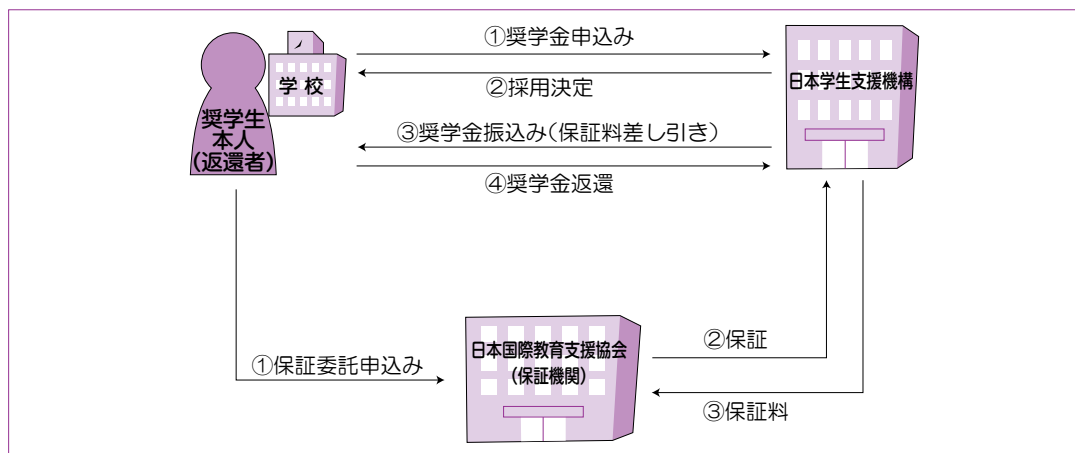 ①奨学金申込み
学校
②採用決定
日本学生支援機構
奨学生
本人
(返還者)
③奨学金振込み(保証料差し引き)
④奨学金返還
①保証委託申込み
日本国際教育支援協会
(保証機関)
②保証
③保証料